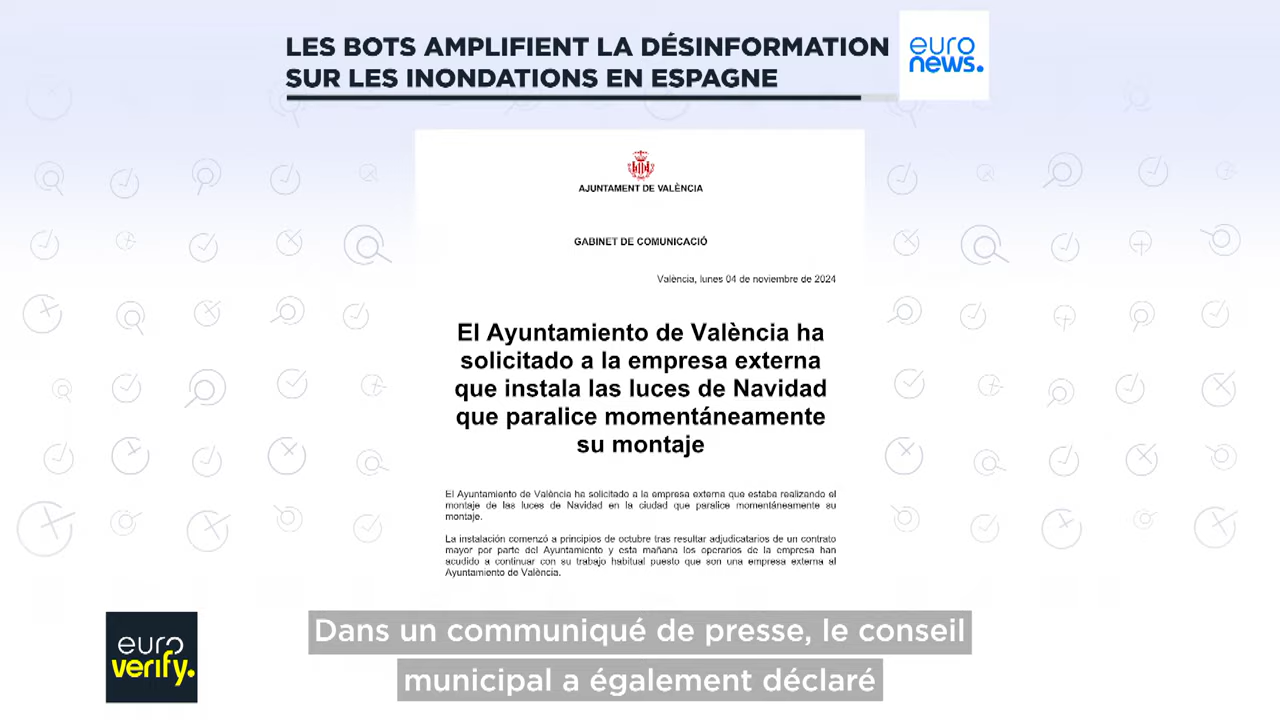 LES BOTS AMPLIFIENT LA DÉSINFORMATION
SUR LES INONDATIONS EN ESPAGNE
euro
news.
AJUNTAMENT DE VALÈNCIA
GABINET DE COMUNICACIÓ
València, lunes 04 de noviembre de 2024
El Ayuntamiento de València ha
solicitado a la empresa externa
que instala las luces de Navidad
que paralice momentáneamente
su montaje
El Ayuntamiento de València ha solicitado a la empresa externa que estaba realizando el
montaje de las luces de Navidad en la ciudad que paralice momentáneamente su
montaje.
La instalación comenzó a principios de octubre tras resultar adjudicatarios de un contrato
mayor por parte del Ayuntamiento y esta mañana los operarios de la empresa han
acudido a continuar con su trabajo habitual puesto que son una empresa externa al
Ayuntamiento de València.
euro
verify.
Dans un communiqué de presse, le conseil
municipal a également déclaré